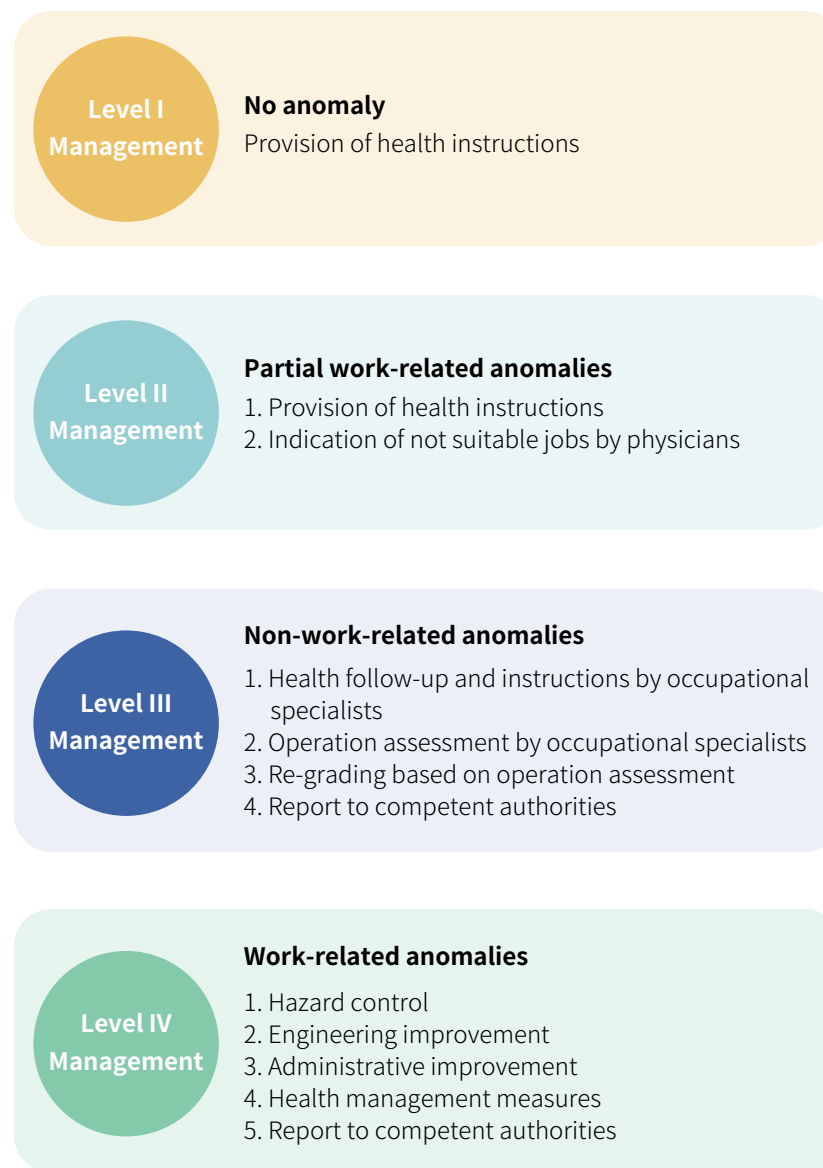 Level I
Management
No anomaly
Provision of health instructions
Level II
Management
Partial work-related anomalies
1. Provision of health instructions
2. Indication of not suitable jobs by physicians
Level III
Management
Non-work-related anomalies
1. Health follow-up and instructions by occupational
specialists
2. Operation assessment by occupational specialists
3. Re-grading based on operation assessment
4. Report to competent authorities
Level IV
Management
Work-related anomalies
1. Hazard control
2. Engineering improvement
3. Administrative improvement
4. Health management measures
5. Report to competent authorities